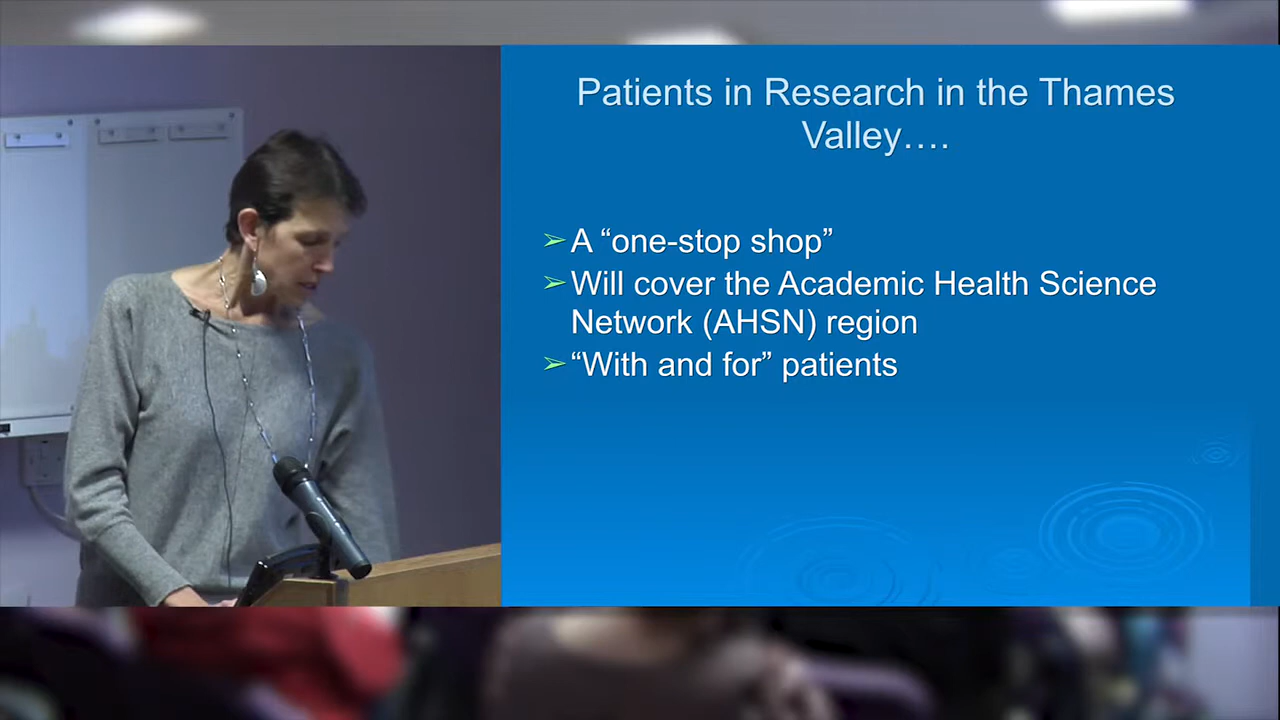 Patients in Research in the Thames
Valley….
➢A “one-stop shop”
➢Will cover the Academic Health Science
Network (AHSN) region
➢“With and for” patients